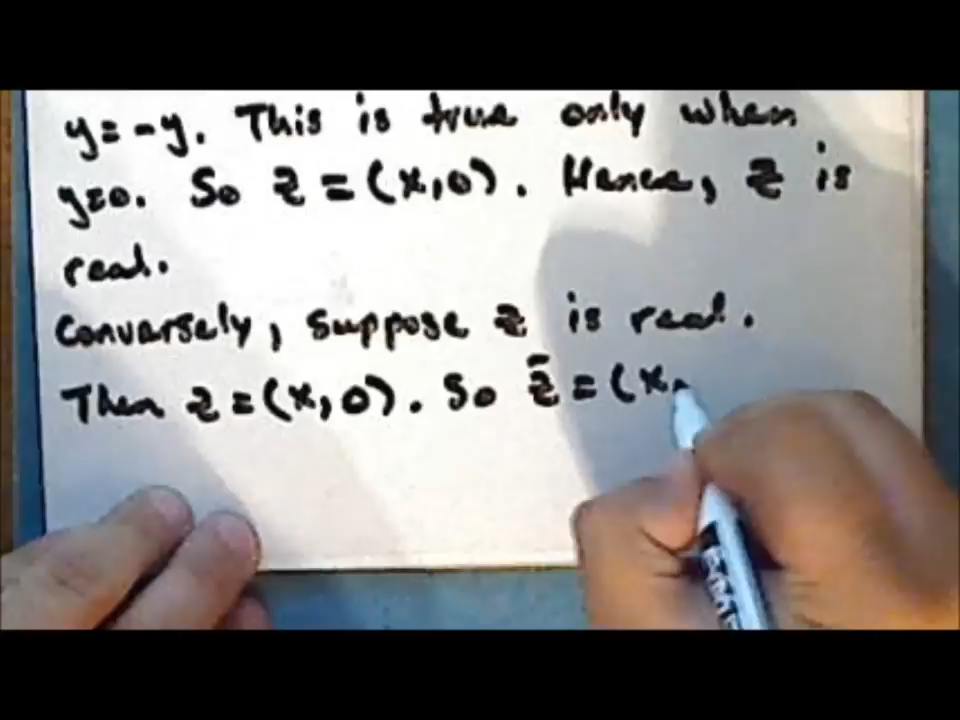 y=-y. This is true only when
y=0. So z=(x,0). Hence, z is
real.
Conversely, suppose z is real.
Then z=(x,0). So z̄=(x,